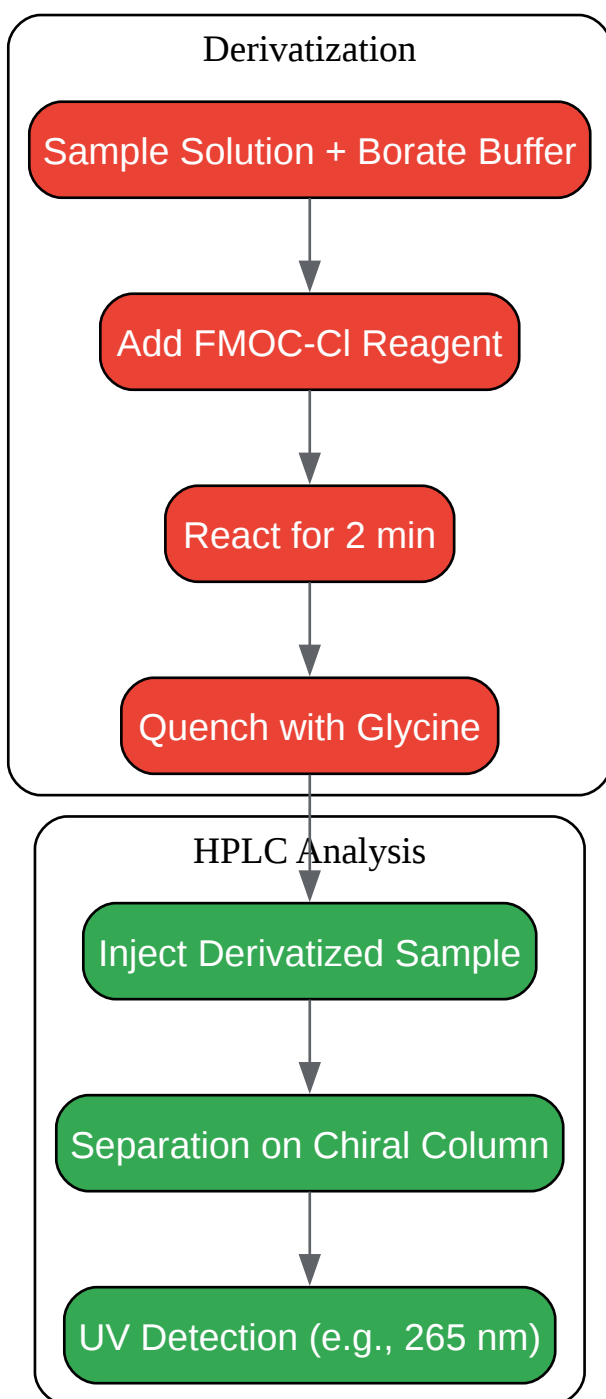 Derivatization
Sample Solution + Borate Buffer
Add FMOC-Cl Reagent
React for 2 min
Quench with Glycine
HPLC Analysis
Inject Derivatized Sample
Separation on Chiral Column
UV Detection (e.g., 265 nm)